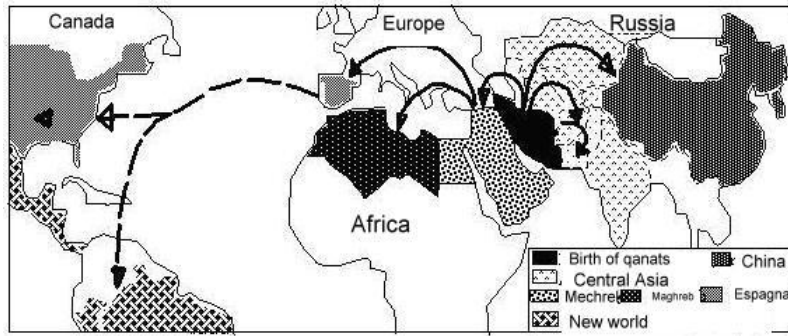 Canada
Europe
Russia
Africa
Birth of qanats
China
Central Asia
Mechrek
Maghreb
Espagna
New world